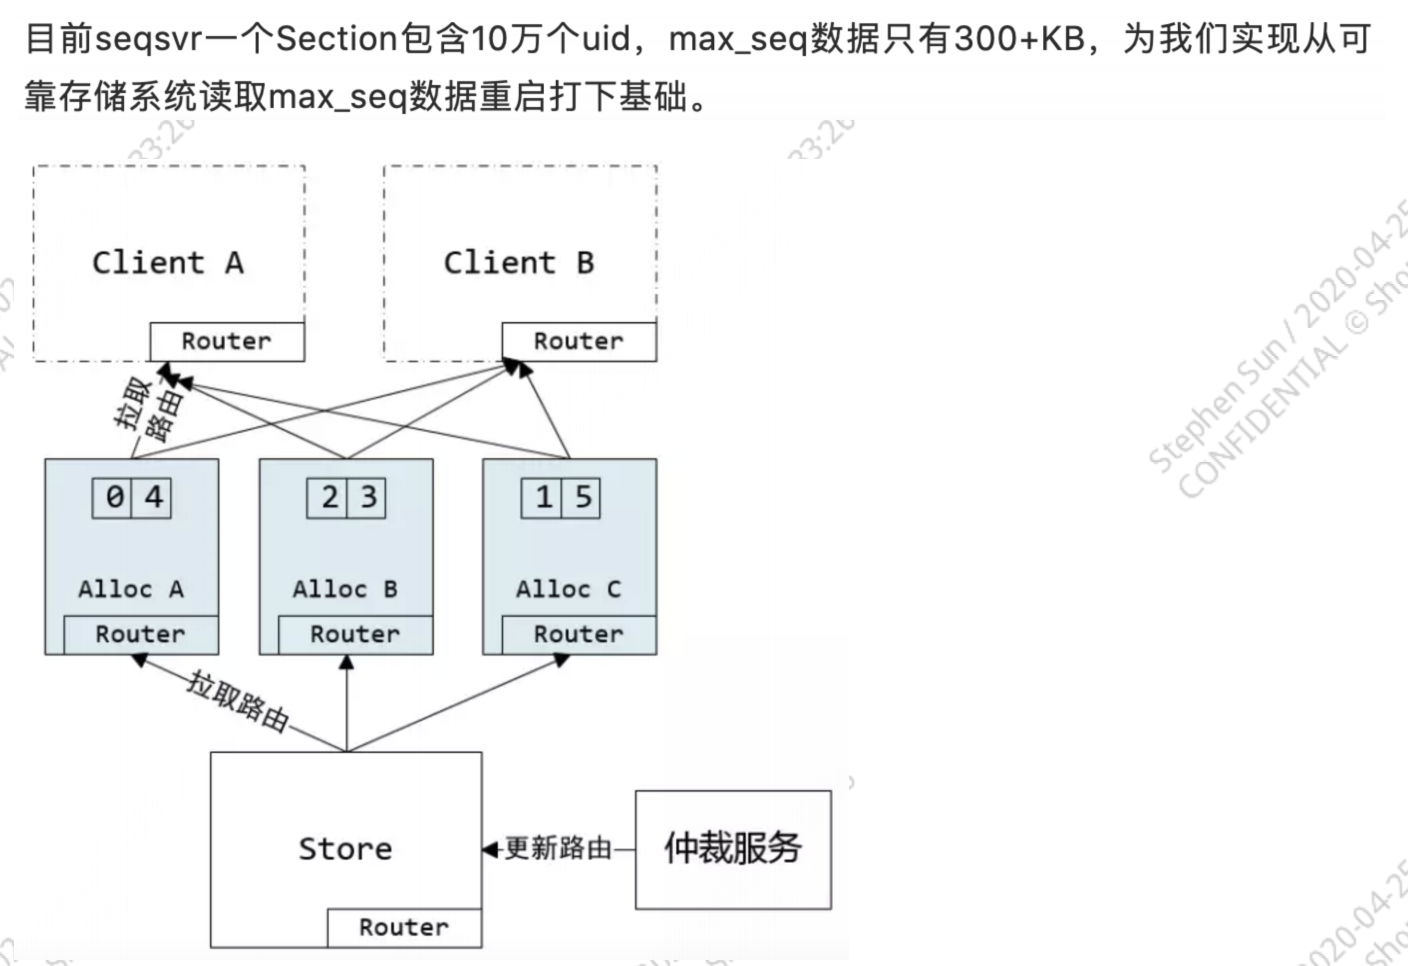 目前seqsvr一个Section包含10万个uid，max_seq数据只有300+KB，为我们实现从可
靠存储系统读取max_seq数据重启打下基础。
Client A
Client B
Router
Router
拉取
路由
0 4
2 3
1 5
Alloc A
Alloc B
Alloc C
Router
Router
Router
拉取路由
Store
更新路由
仲裁服务
Router
Stephen Sun / 2020-04-25
CONFIDENTIAL ©